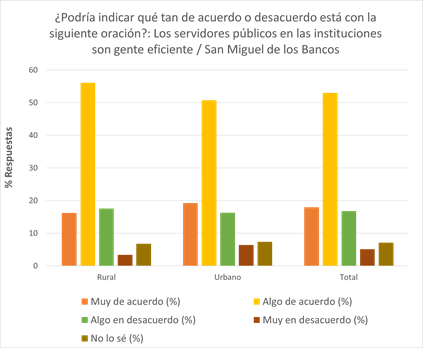 ¿Podría indicar qué tan de acuerdo o desacuerdo está con la
siguiente oración?: Los servidores públicos en las instituciones
son gente eficiente / San Miguel de los Bancos
% Respuestas
60
50
40
30
20
10
0
Rural
Urbano
Total
Muy de acuerdo (%)
Algo de acuerdo (%)
Algo en desacuerdo (%)
Muy en desacuerdo (%)
No lo sé (%)